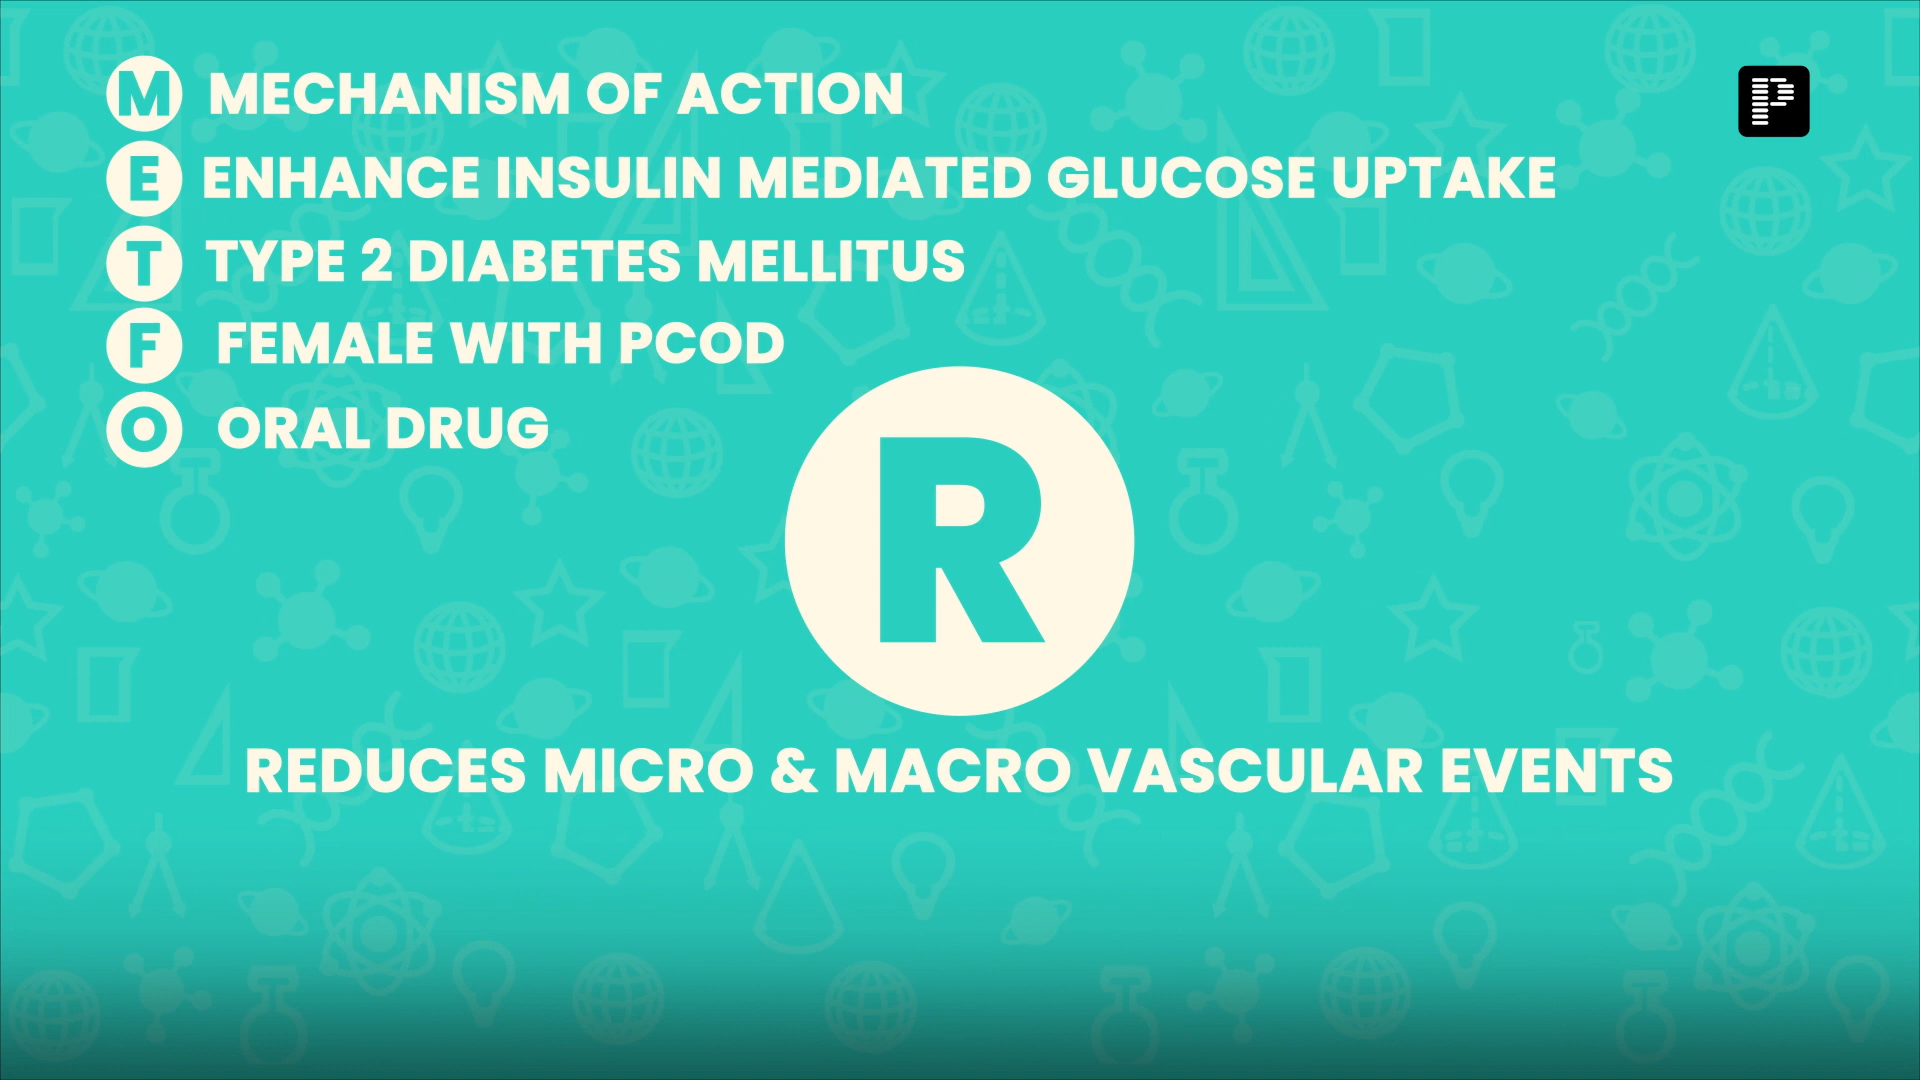 M MECHANISM OF ACTION
E ENHANCE INSULIN MEDIATED GLUCOSE UPTAKE
T TYPE 2 DIABETES MELLITUS
F FEMALE WITH PCOD
O ORAL DRUG
R
REDUCES MICRO & MACRO VASCULAR EVENTS
P